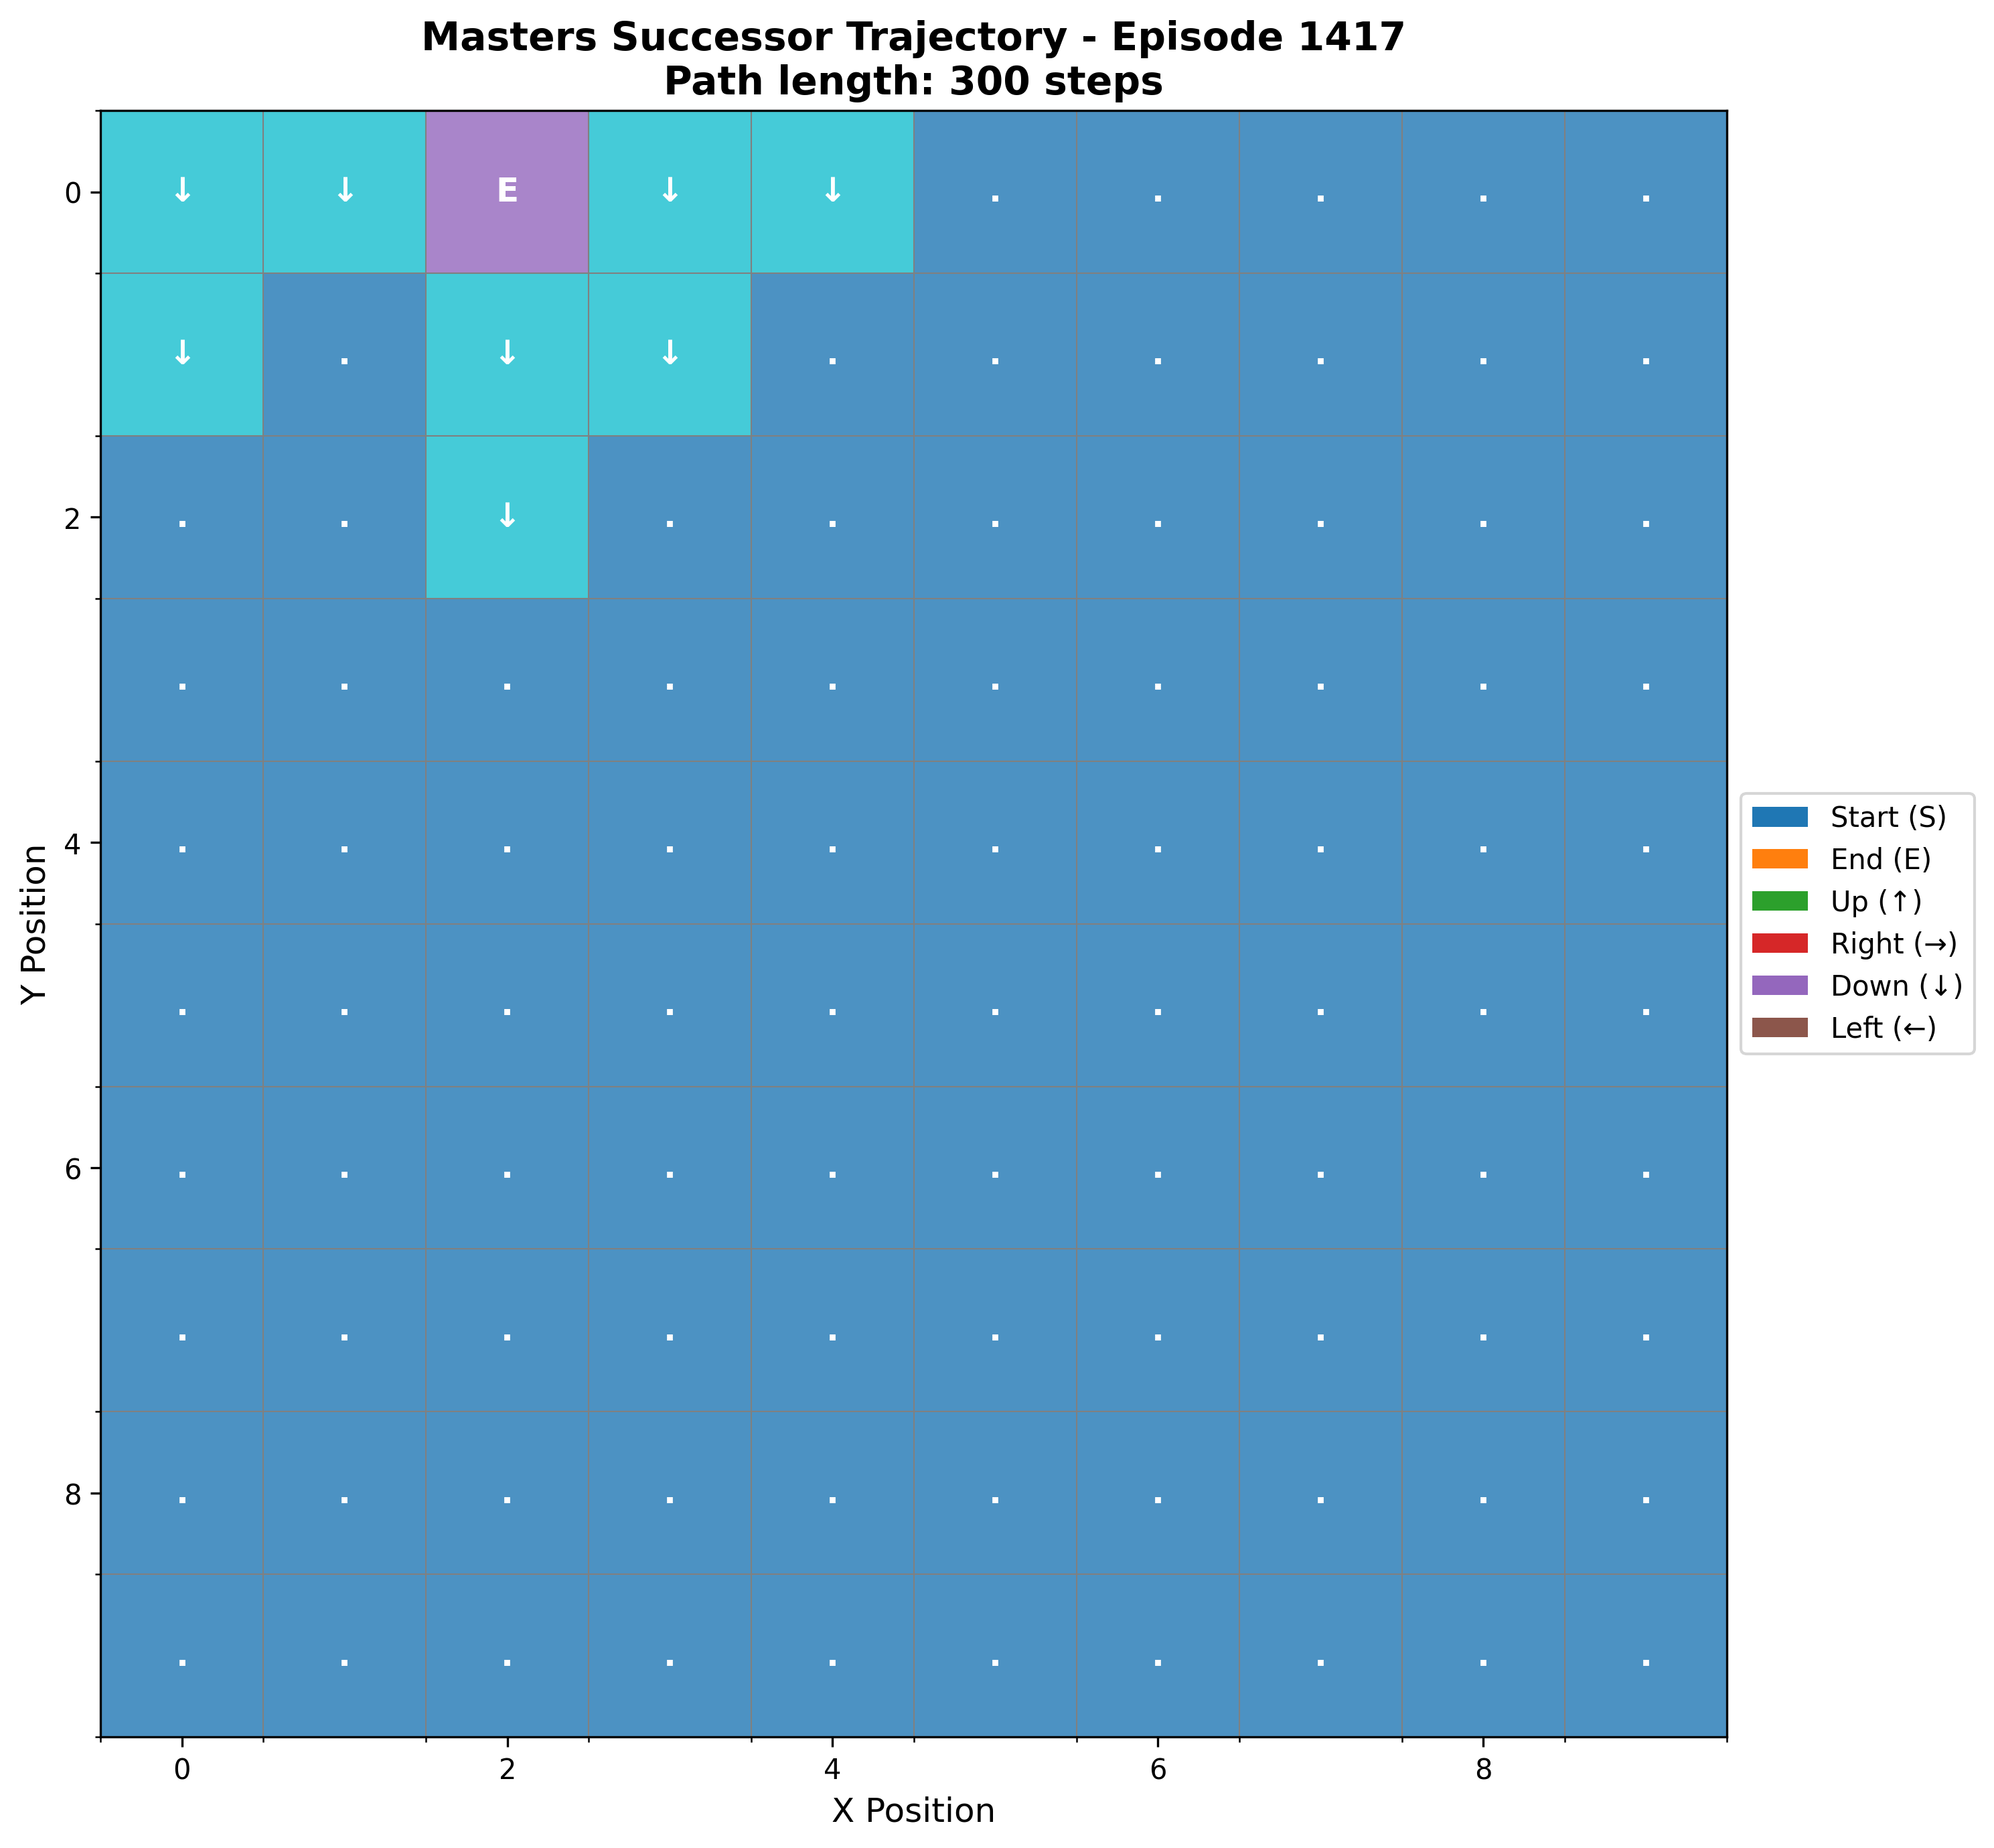 Masters Successor Trajectory - Episode 1417
Path length: 300 steps
0 ↓ ↓ E ↓ ↓ . . . . .
↓ . ↓ ↓ . . . . . .
2 . . ↓ . . . . . . .
. . . . . . . . . .
4 . . . . . . . . . .
. . . . . . . . . .
6 . . . . . . . . . .
. . . . . . . . . .
8 . . . . . . . . . .
. . . . . . . . . .
0 2 4 6 8
X Position
Y Position
Start (S)
End (E)
Up (↑)
Right (→)
Down (↓)
Left (←)